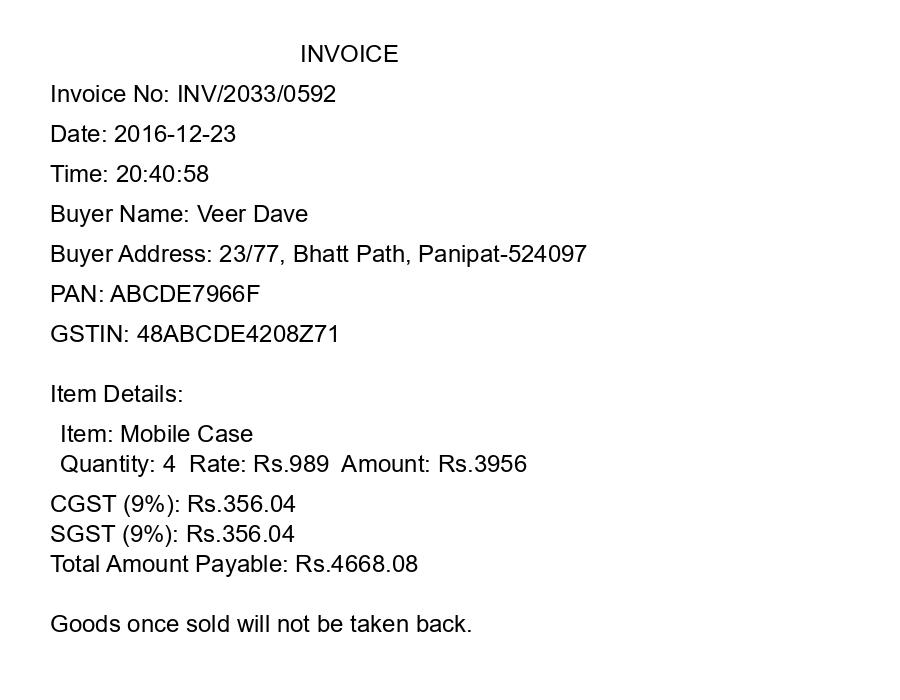 INVOICE
Invoice No: INV/2033/0592
Date: 2016-12-23
Time: 20:40:58
Buyer Name: Veer Dave
Buyer Address: 23/77, Bhatt Path, Panipat-524097
PAN: ABCDE7966F
GSTIN: 48ABCDE4208Z71
Item Details:
Item: Mobile Case
Quantity: 4  Rate: Rs.989  Amount: Rs.3956
CGST (9%): Rs.356.04
SGST (9%): Rs.356.04
Total Amount Payable: Rs.4668.08
Goods once sold will not be taken back.